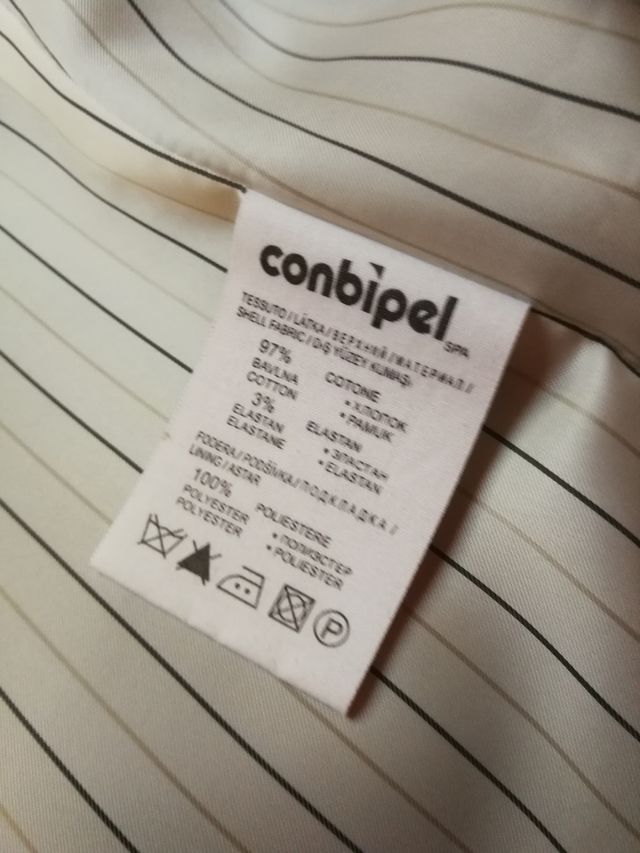 conbipel
SPA
TESSUTO / LÁTKA / ВЕРХНИЙ / МАТЕРИАЛ /
SHELL FABRIC / DIŞ YÜZEY KUMAŞ:
97% COTONE
BAVLNA • ХЛОПОК
COTTON • PAMUK
3% ELASTAN
ELASTAN • ЭЛАСТАН
ELASTANE • ELASTAN
FODERA / PODŠÍVKA / ПОДКЛАДКА /
LINING / ASTAR
100% POLIESTERE
POLYESTER • ПОЛИЭСТЕР
POLYESTER • POLIESTER
P